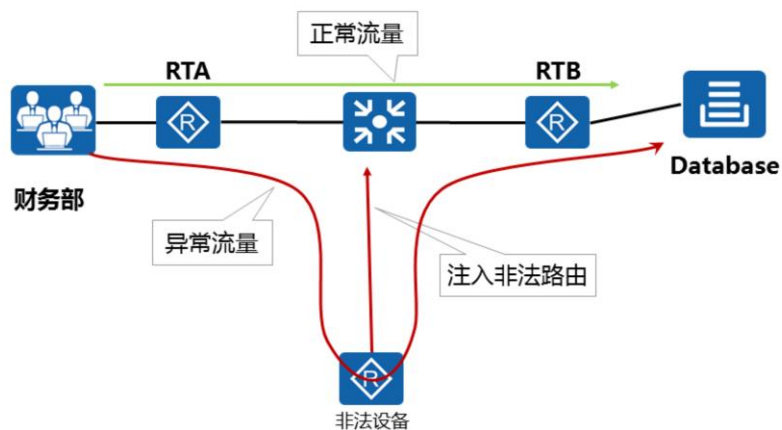 正常流量
RTA
RTB
Database
财务部
异常流量
注入非法路由
R
R
R
非法设备